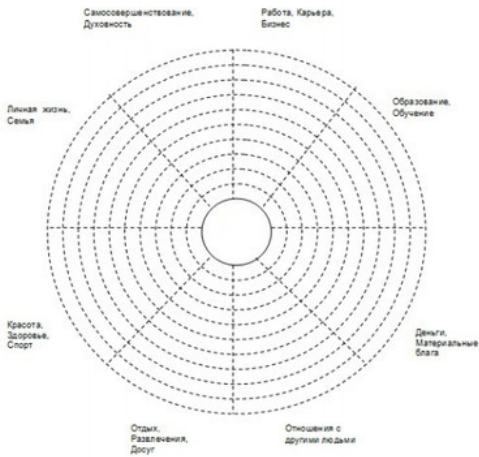 Самосовершенствование,
Духовность
Работа, Карьера,
Бизнес
Образование,
Обучение
Личная жизнь,
Семья
Красота,
Здоровье,
Спорт
Деньги,
Материальные
блага
Отдых,
Развлечения,
Досуг
Отношения с
другими людьми